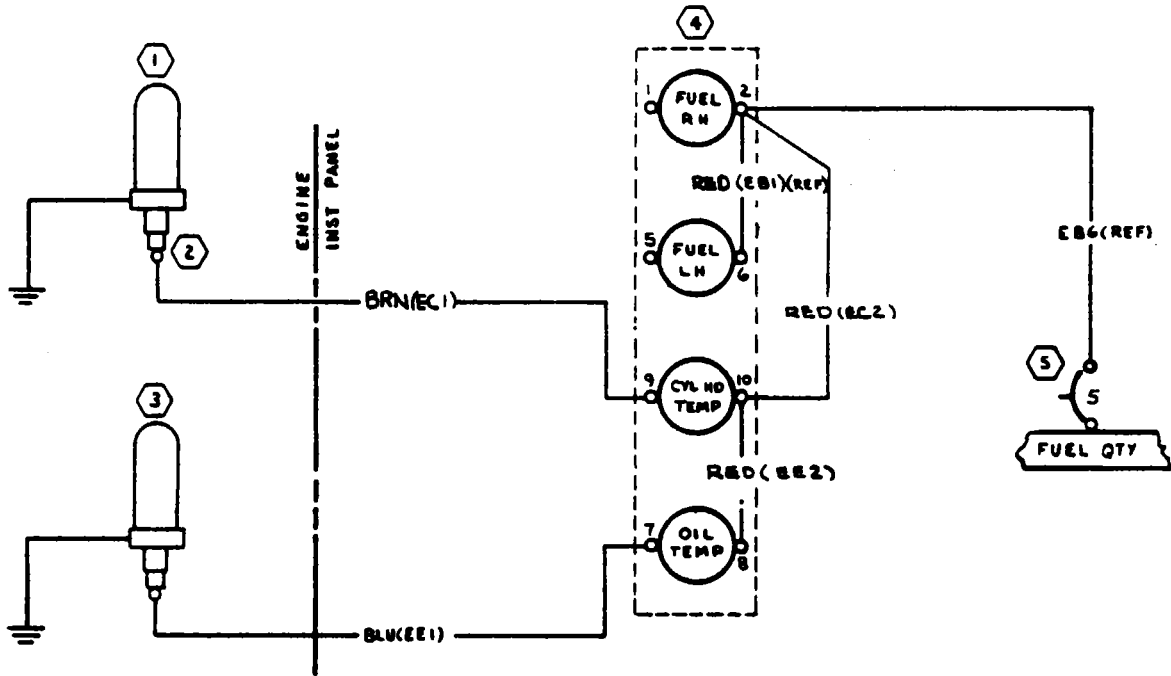 4
1
1
FUEL
RH
2
ENGINE
INST PANEL
RED(EB1)(REF)
2
5
FUEL
LH
6
EB6(REF)
BRN(EC1)
RED(EC2)
3
9
CYL HD
TEMP
10
5
5
FUEL QTY
RED(EE2)
7
OIL
TEMP
8
BLU(EE1)